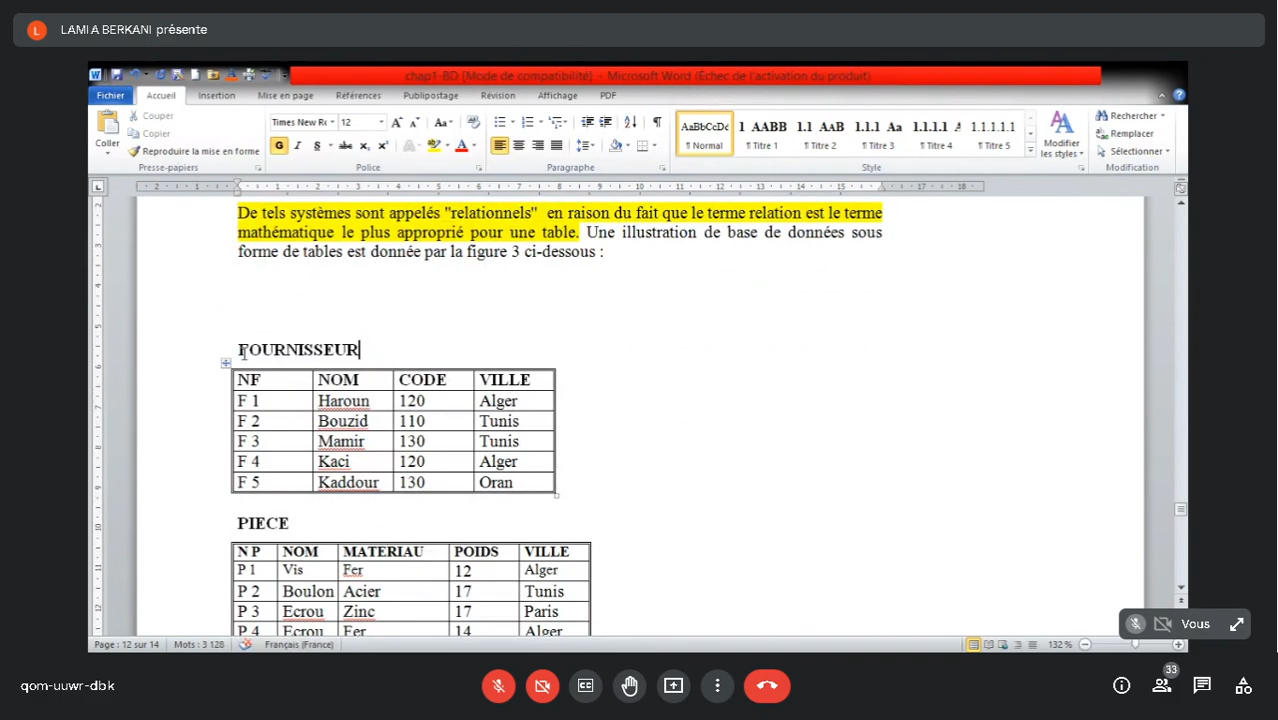 L LAMIA BERKANI présente
chap1-BD [Mode de compatibilité] - Microsoft Word (Échec de l'activation du produit)
Fichier Accueil Insertion Mise en page Références Publipostage Révision Affichage PDF
Coller
Couper
Copier
Reproduire la mise en forme
Presse-papiers
Times New Ro 12
G I S abc x₂ x²
Police
Paragraphe
AaBbCcDc 1 AABB 1.1 AaB 1.1.1 Aa 1.1.1.1 A 1.1.1.1.1
¶ Normal ¶ Titre 1 ¶ Titre 2 ¶ Titre 3 ¶ Titre 4 ¶ Titre 5
Style
Modifier les styles
Rechercher
Remplacer
Sélectionner
Modification
De tels systèmes sont appelés "relationnels" en raison du fait que le terme relation est le terme
mathématique le plus approprié pour une table. Une illustration de base de données sous
forme de tables est donnée par la figure 3 ci-dessous :
FOURNISSEUR
NF NOM CODE VILLE
F 1 Haroun 120 Alger
F 2 Bouzid 110 Tunis
F 3 Mamir 130 Tunis
F 4 Kaci 120 Alger
F 5 Kaddour 130 Oran
PIECE
N P NOM MATERIAU POIDS VILLE
P 1 Vis Fer 12 Alger
P 2 Boulon Acier 17 Tunis
P 3 Ecrou Zinc 17 Paris
P 4 Ecrou Fer 14 Alger
Vous
Page : 12 sur 14 Mots : 3 128 Français (France) 132 %
qom-uuwr-dbk
33